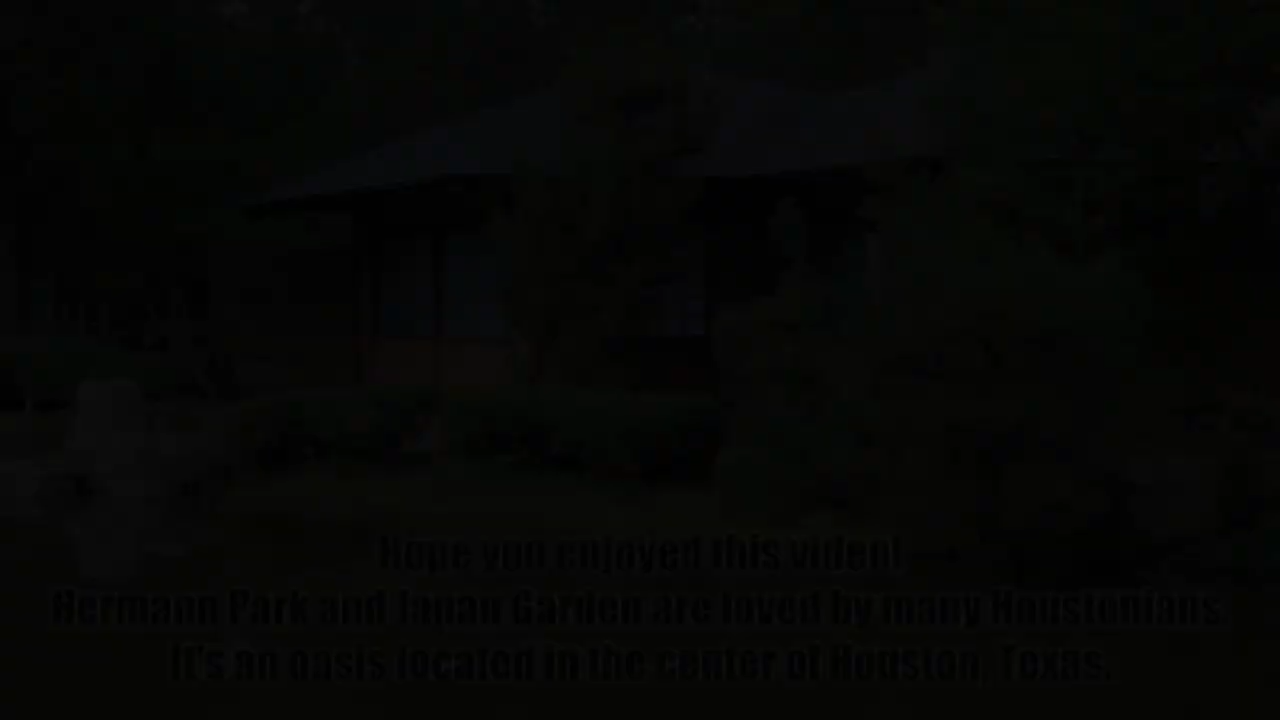 Hope you enjoyed this video!
Hermann Park and Japan Garden are loved by many Houstonians.
It's an oasis located in the center of Houston, Texas.